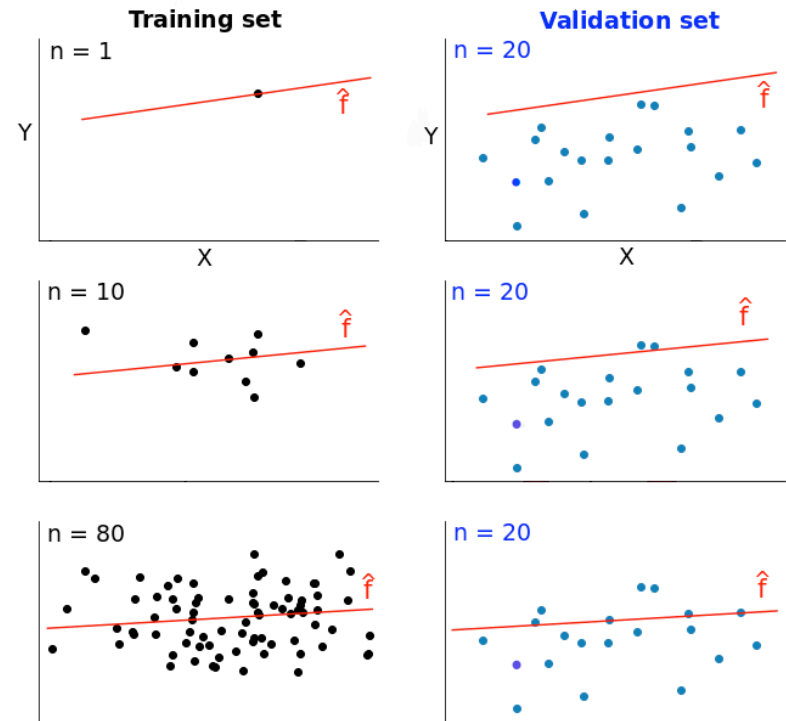 Training set
Validation set
n = 1
n = 20
f̂
f̂
Y
Y
X
X
n = 10
n = 20
f̂
f̂
n = 80
n = 20
f̂
f̂